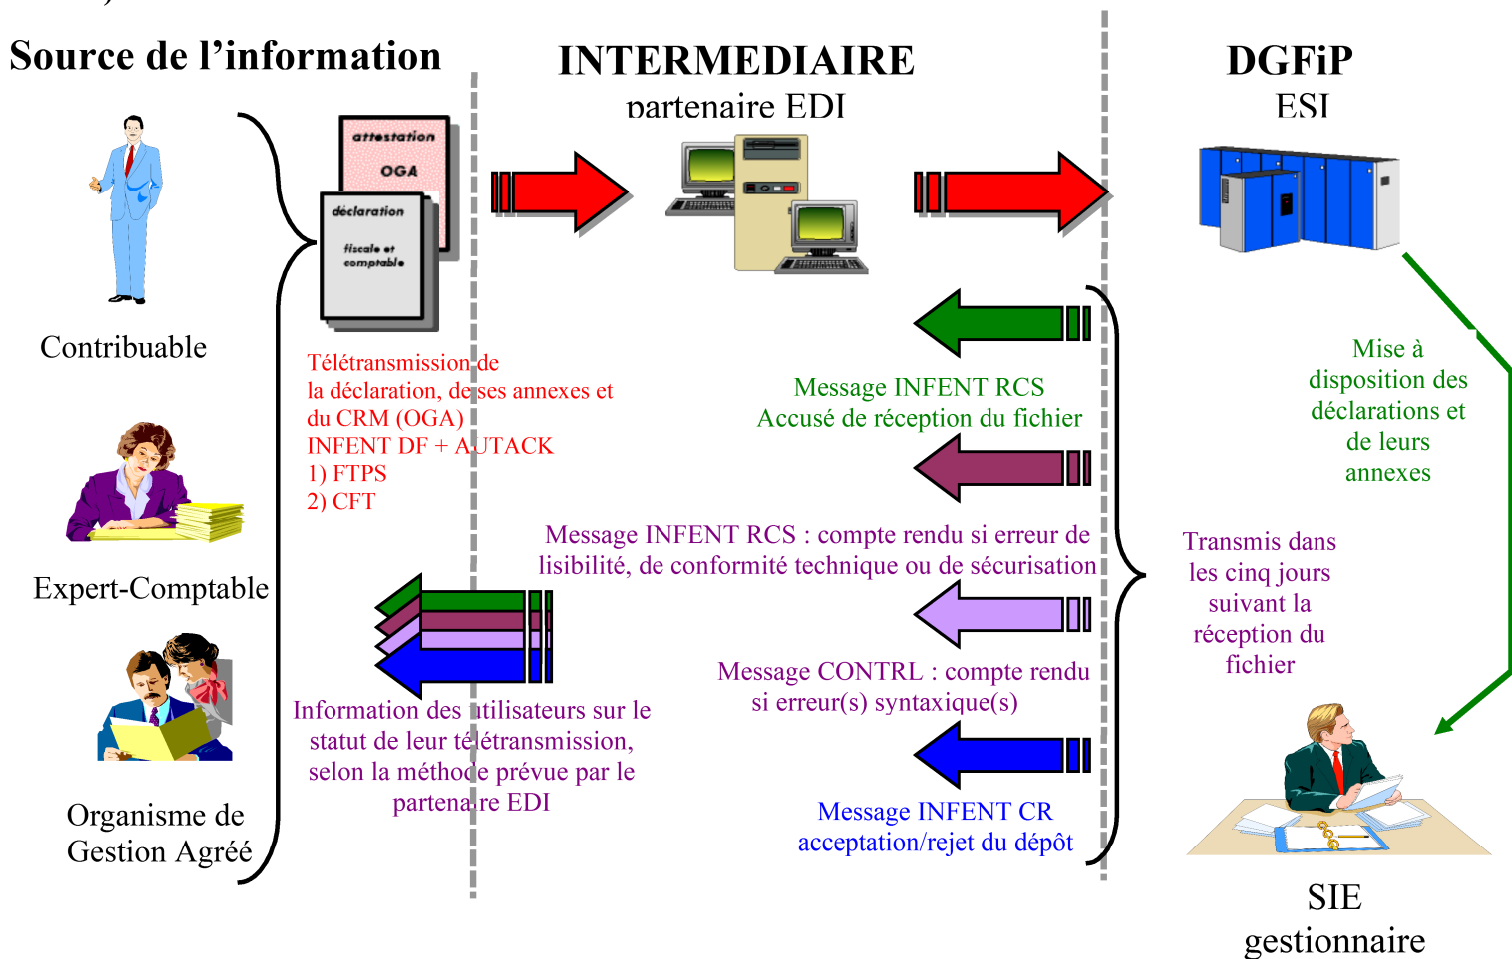 )
Source de l’information
INTERMEDIAIRE
partenaire EDI
DGFiP
ESI
attestation
OGA
déclaration
fiscale et
comptable
Contribuable
Expert-Comptable
Organisme de
Gestion Agréé
Télétransmission de
la déclaration, de ses annexes et
du CRM (OGA)
INFENT DF + AUTACK
1) FTPS
2) CFT
Information des utilisateurs sur le
statut de leur télétransmission,
selon la méthode prévue par le
partenaire EDI
Message INFENT RCS
Accusé de réception du fichier
Message INFENT RCS : compte rendu si erreur de
lisibilité, de conformité technique ou de sécurisation
Message CONTRL : compte rendu
si erreur(s) syntaxique(s)
Message INFENT CR
acceptation/rejet du dépôt
Mise à
disposition des
déclarations et
de leurs
annexes
Transmis dans
les cinq jours
suivant la
réception du
fichier
SIE
gestionnaire